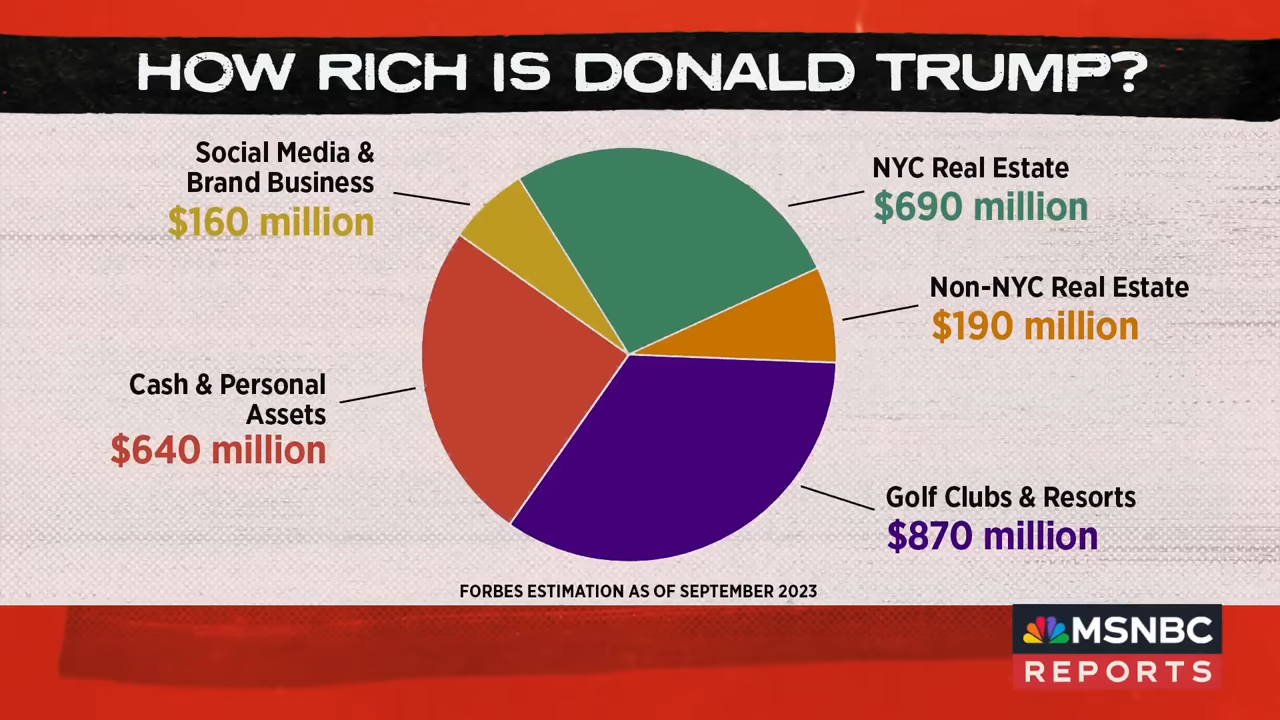 HOW RICH IS DONALD TRUMP?
Social Media &
Brand Business
$160 million
NYC Real Estate
$690 million
Non-NYC Real Estate
$190 million
Cash & Personal
Assets
$640 million
Golf Clubs & Resorts
$870 million
FORBES ESTIMATION AS OF SEPTEMBER 2023
MSNBC
REPORTS